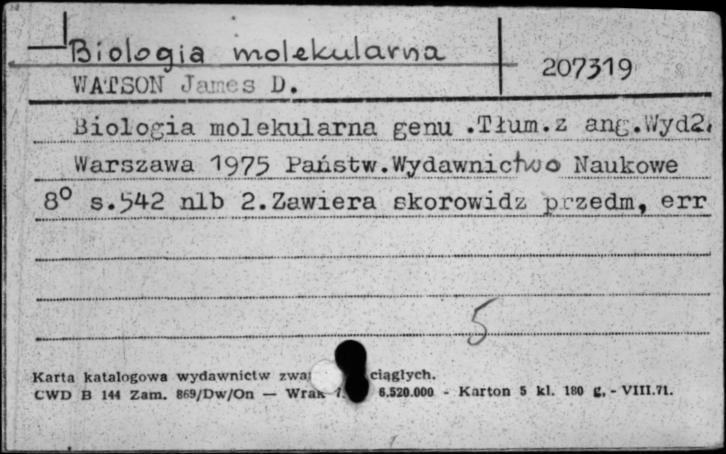 Biologia molekularna
207319
WATSON James D.
Biologia molekularna genu .Tłum.z ang.Wyd2.
Warszawa 1975 Państw.Wydawnictwo Naukowe
8° s.542 nlb 2.Zawiera skorowidz przedm, err
5
Karta katalogowa wydawnictw ciągłych.
CWD B 144 Zam. 869/Dw/On — 6.520.000 - Karton 5 kl. 180 g. - VIII.71.